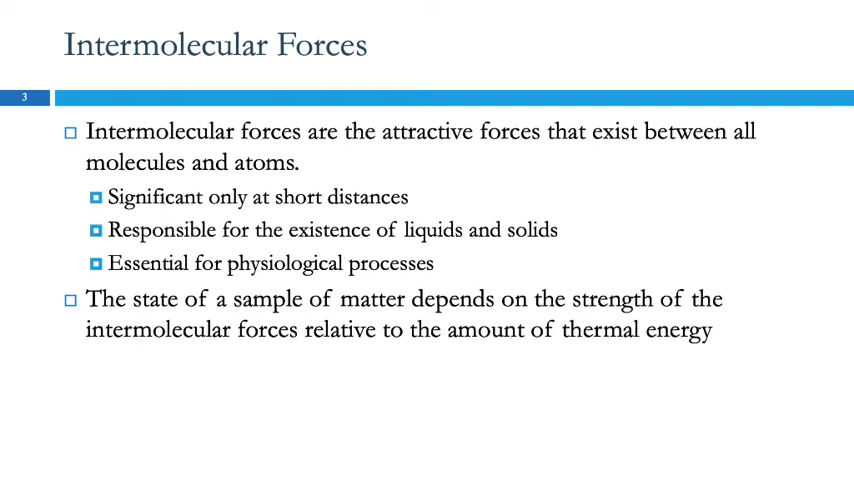 Intermolecular Forces
3
Intermolecular forces are the attractive forces that exist between all
molecules and atoms.
Significant only at short distances
Responsible for the existence of liquids and solids
Essential for physiological processes
The state of a sample of matter depends on the strength of the
intermolecular forces relative to the amount of thermal energy